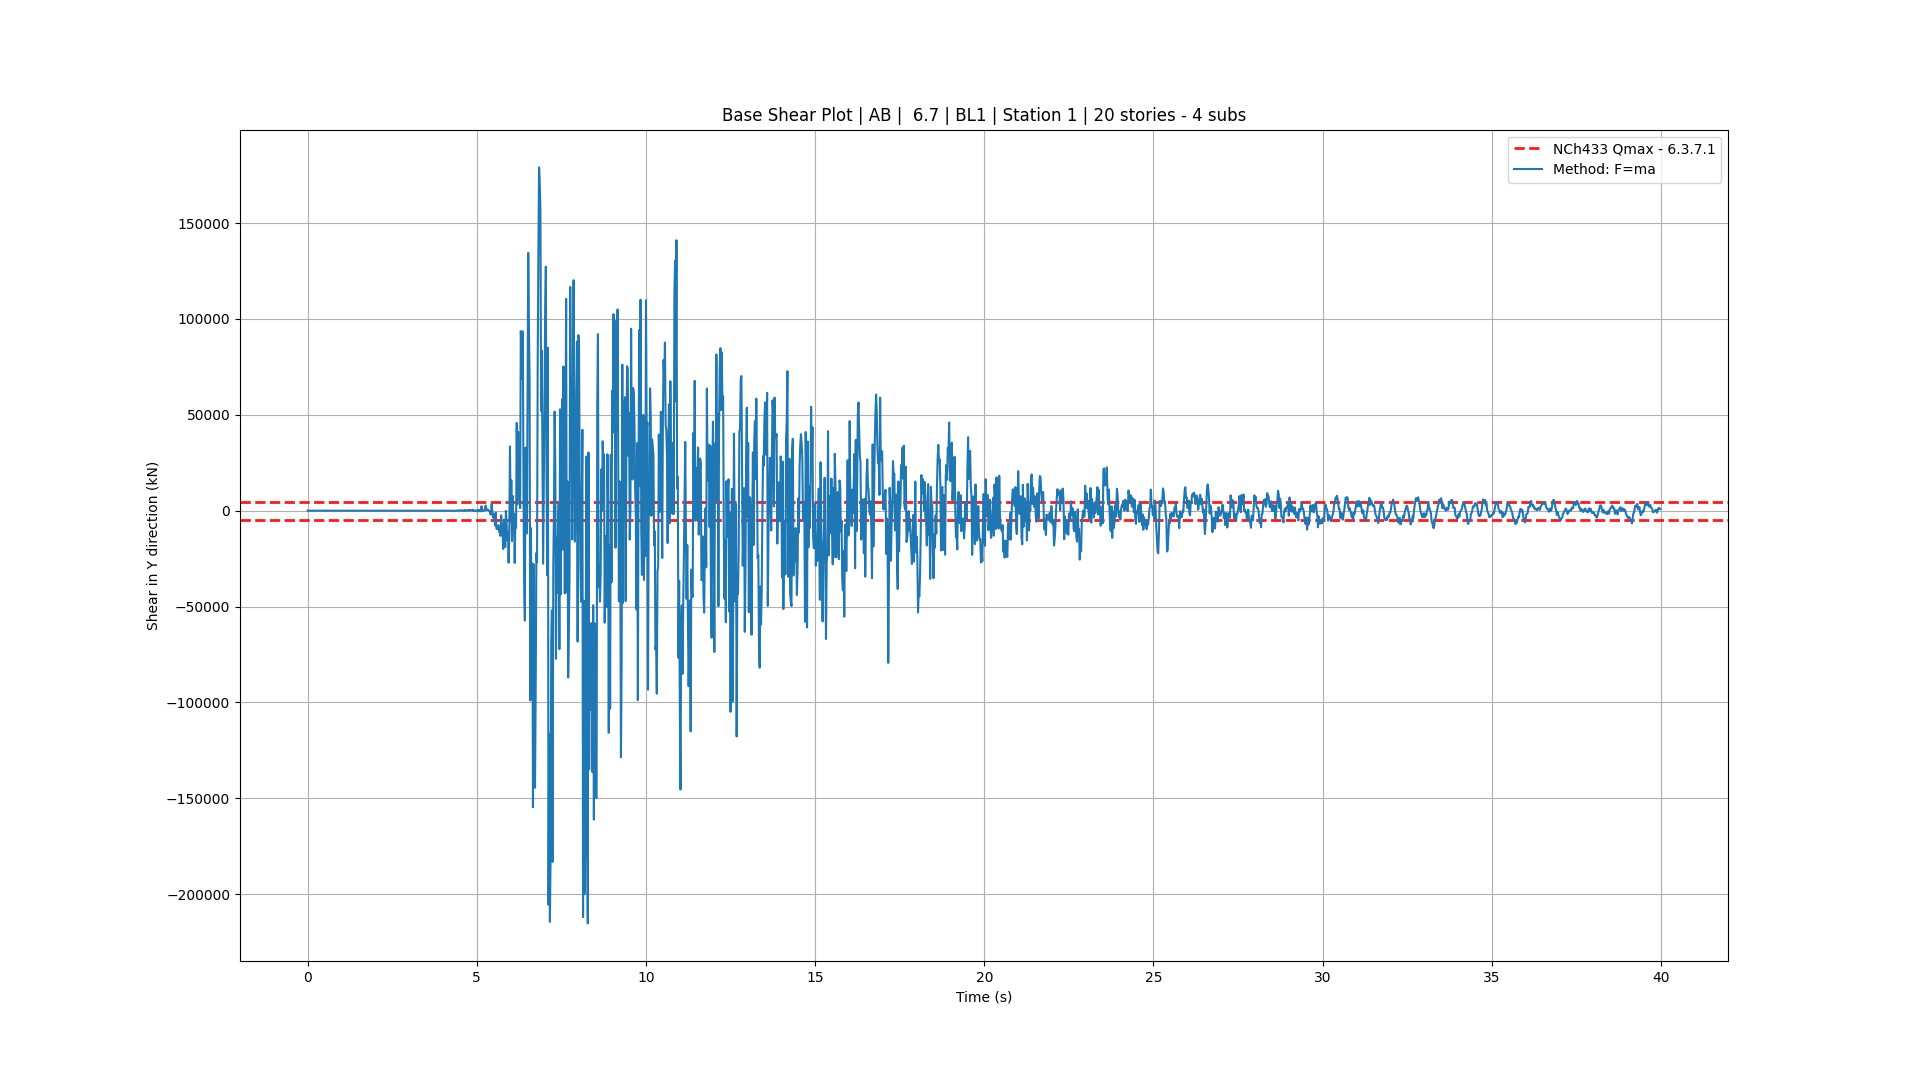 Base Shear Plot | AB |  6.7 | BL1 | Station 1 | 20 stories - 4 subs
NCh433 Qmax - 6.3.7.1
Method: F=ma
150000
100000
50000
0
−50000
−100000
−150000
−200000
Shear in Y direction (kN)
0 5 10 15 20 25 30 35 40
Time (s)